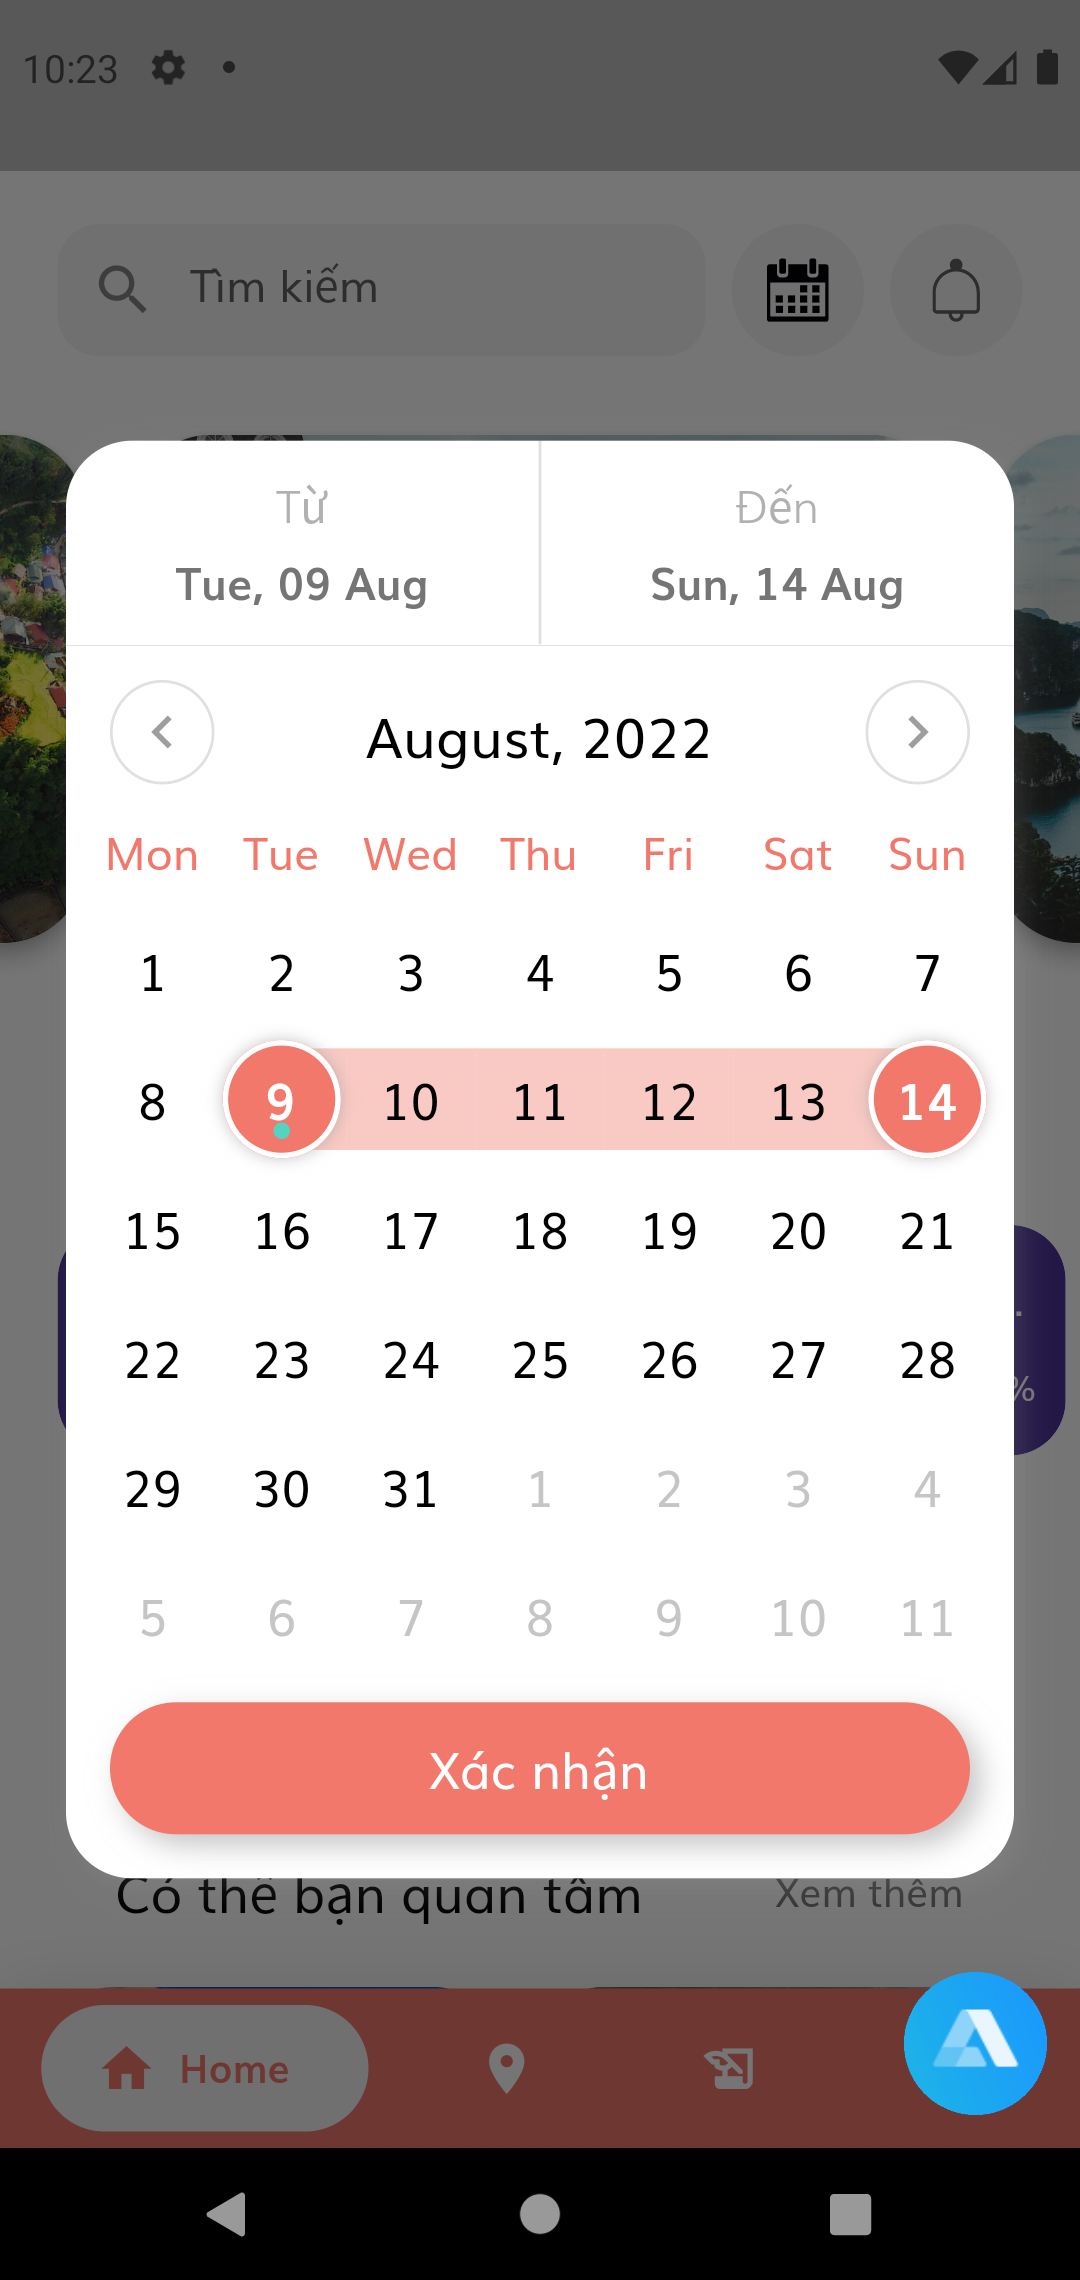 10:23
Tìm kiếm
Từ
Đến
Tue, 09 Aug
Sun, 14 Aug
August, 2022
Mon Tue Wed Thu Fri Sat Sun
1 2 3 4 5 6 7
8 9 10 11 12 13 14
15 16 17 18 19 20 21
22 23 24 25 26 27 28
%
29 30 31 1 2 3 4
5 6 7 8 9 10 11
Xác nhận
Có thể bạn quan tâm
Xem thêm
Home